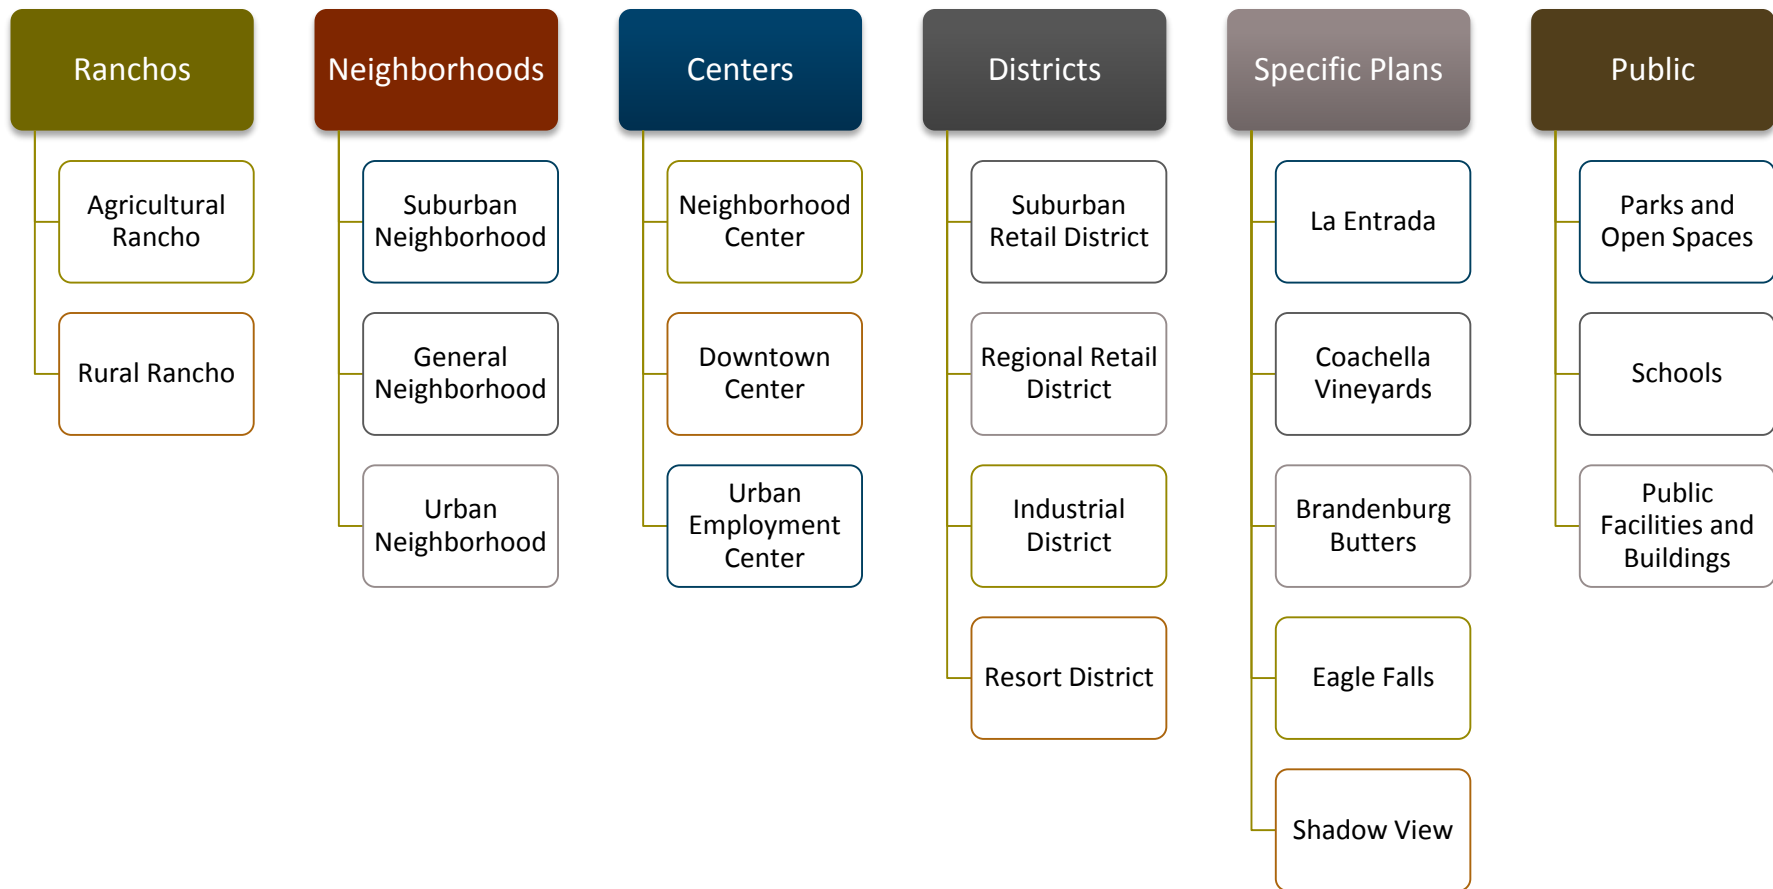 Ranchos
Agricultural
Rancho
Rural Rancho
Neighborhoods
Suburban
Neighborhood
General
Neighborhood
Urban
Neighborhood
Centers
Neighborhood
Center
Downtown
Center
Urban
Employment
Center
Districts
Suburban
Retail District
Regional Retail
District
Industrial
District
Resort District
Specific Plans
La Entrada
Coachella
Vineyards
Brandenburg
Butters
Eagle Falls
Shadow View
Public
Parks and
Open Spaces
Schools
Public
Facilities and
Buildings